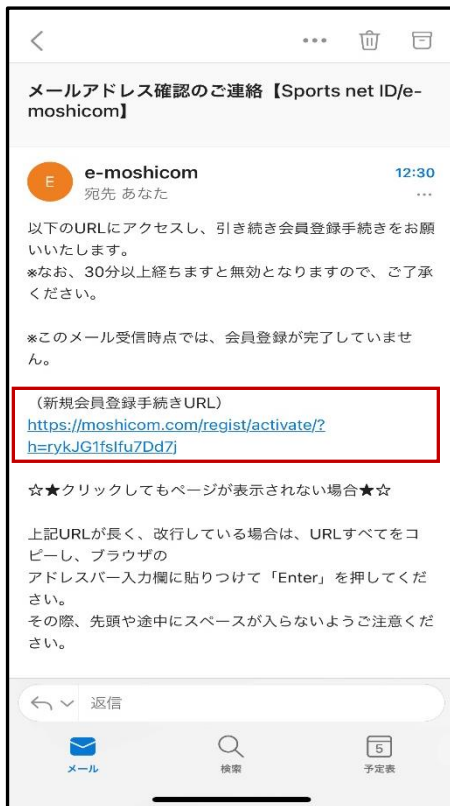 メールアドレス確認のご連絡【Sports net ID/e-
moshicom】
E
e-moshicom
12:30
宛先 あなた
以下のURLにアクセスし、引き続き会員登録手続きをお願
いいたします。
※なお、30分以上経ちますと無効となりますので、ご了承
ください。
※このメール受信時点では、会員登録が完了していませ
ん。
（新規会員登録手続きURL）
https://moshicom.com/regist/activate/?
h=rykJG1fsIfu7Dd7j
☆★クリックしてもページが表示されない場合★☆
上記URLが長く、改行している場合は、URLすべてをコ
ピーし、ブラウザの
アドレスバー入力欄に貼りつけて「Enter」を押してくだ
さい。
その際、先頭や途中にスペースが入らないようご注意くだ
さい。
返信
メール
検索
5
予定表